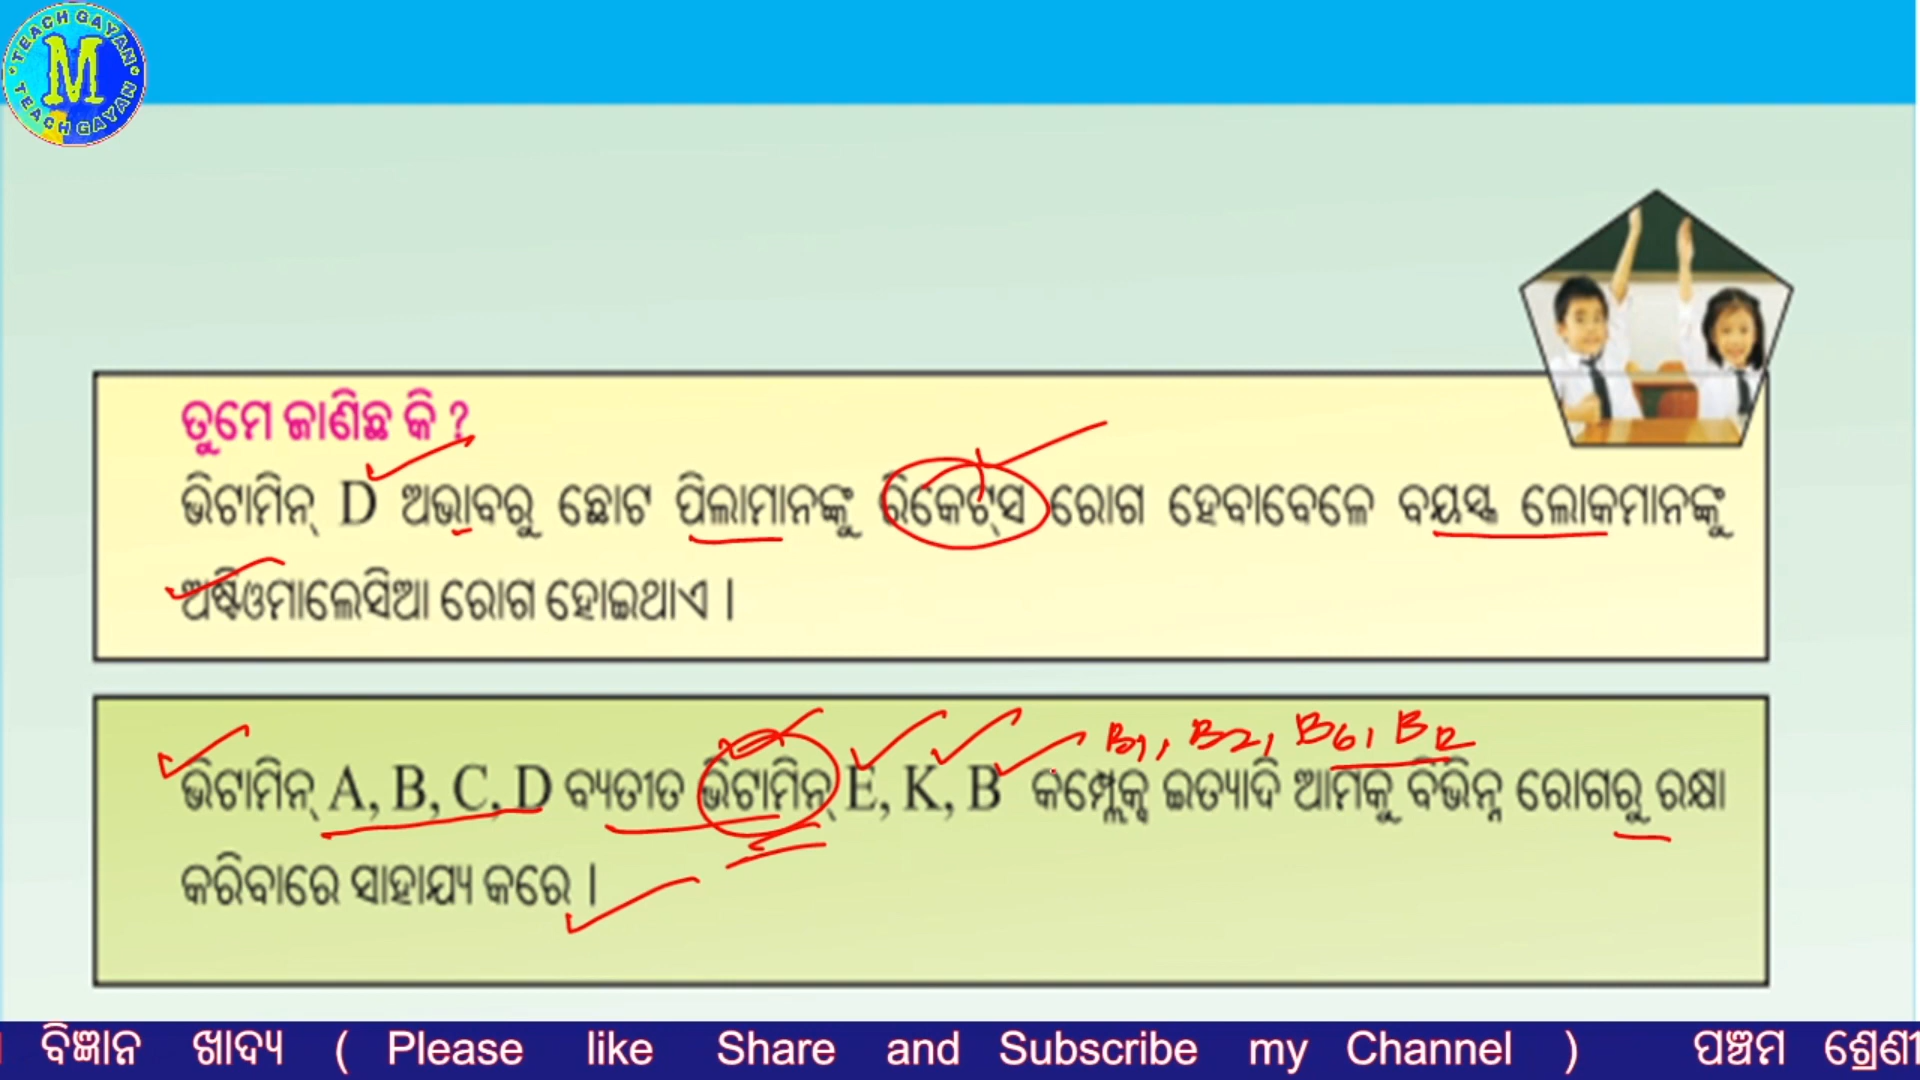 TEACH GAYAN
M
TEACH GAYAN
ତୁମେ ଜାଣିଛ କି ?
ଭିଟାମିନ୍ D ଅଭାବରୁ ଛୋଟ ପିଲାମାନଙ୍କୁ ରିକେଟ୍‌ସ ରୋଗ ହେବାବେଳେ ବୟସ୍କ ଲୋକମାନଙ୍କୁ
ଅଷ୍ଟିଓମାଲେସିଆ ରୋଗ ହୋଇଥାଏ ।
B1, B2, B6, B12
ଭିଟାମିନ୍ A, B, C, D ବ୍ୟତୀତ ଭିଟାମିନ୍ E, K, B କମ୍ପ୍ଲେକ୍ସ ଇତ୍ୟାଦି ଆମକୁ ବିଭିନ୍ନ ରୋଗରୁ ରକ୍ଷା
କରିବାରେ ସାହାଯ୍ୟ କରେ ।
ବିଜ୍ଞାନ ଖାଦ୍ୟ ( Please like Share and Subscribe my Channel ) ପଞ୍ଚମ ଶ୍ରେଣୀ